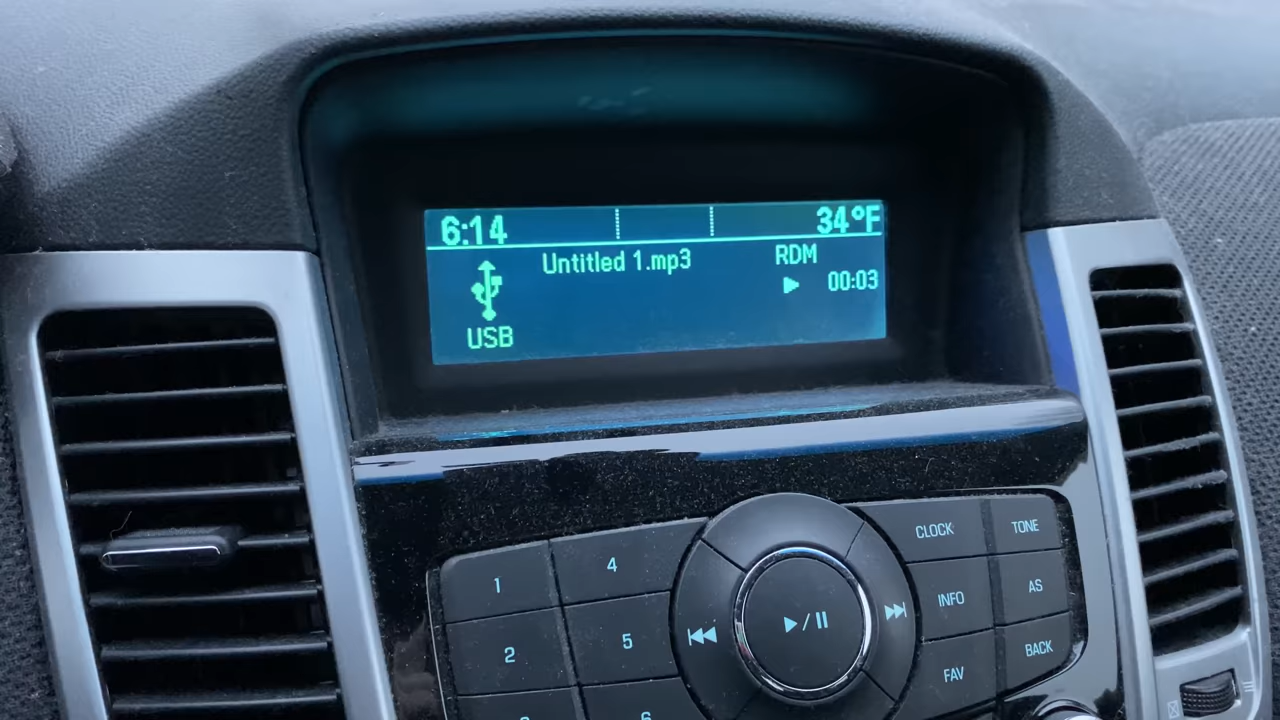 6:14 34°F
Untitled 1.mp3 RDM
00:03
USB
CLOCK TONE
1 4
INFO AS
2 5
FAV BACK
6